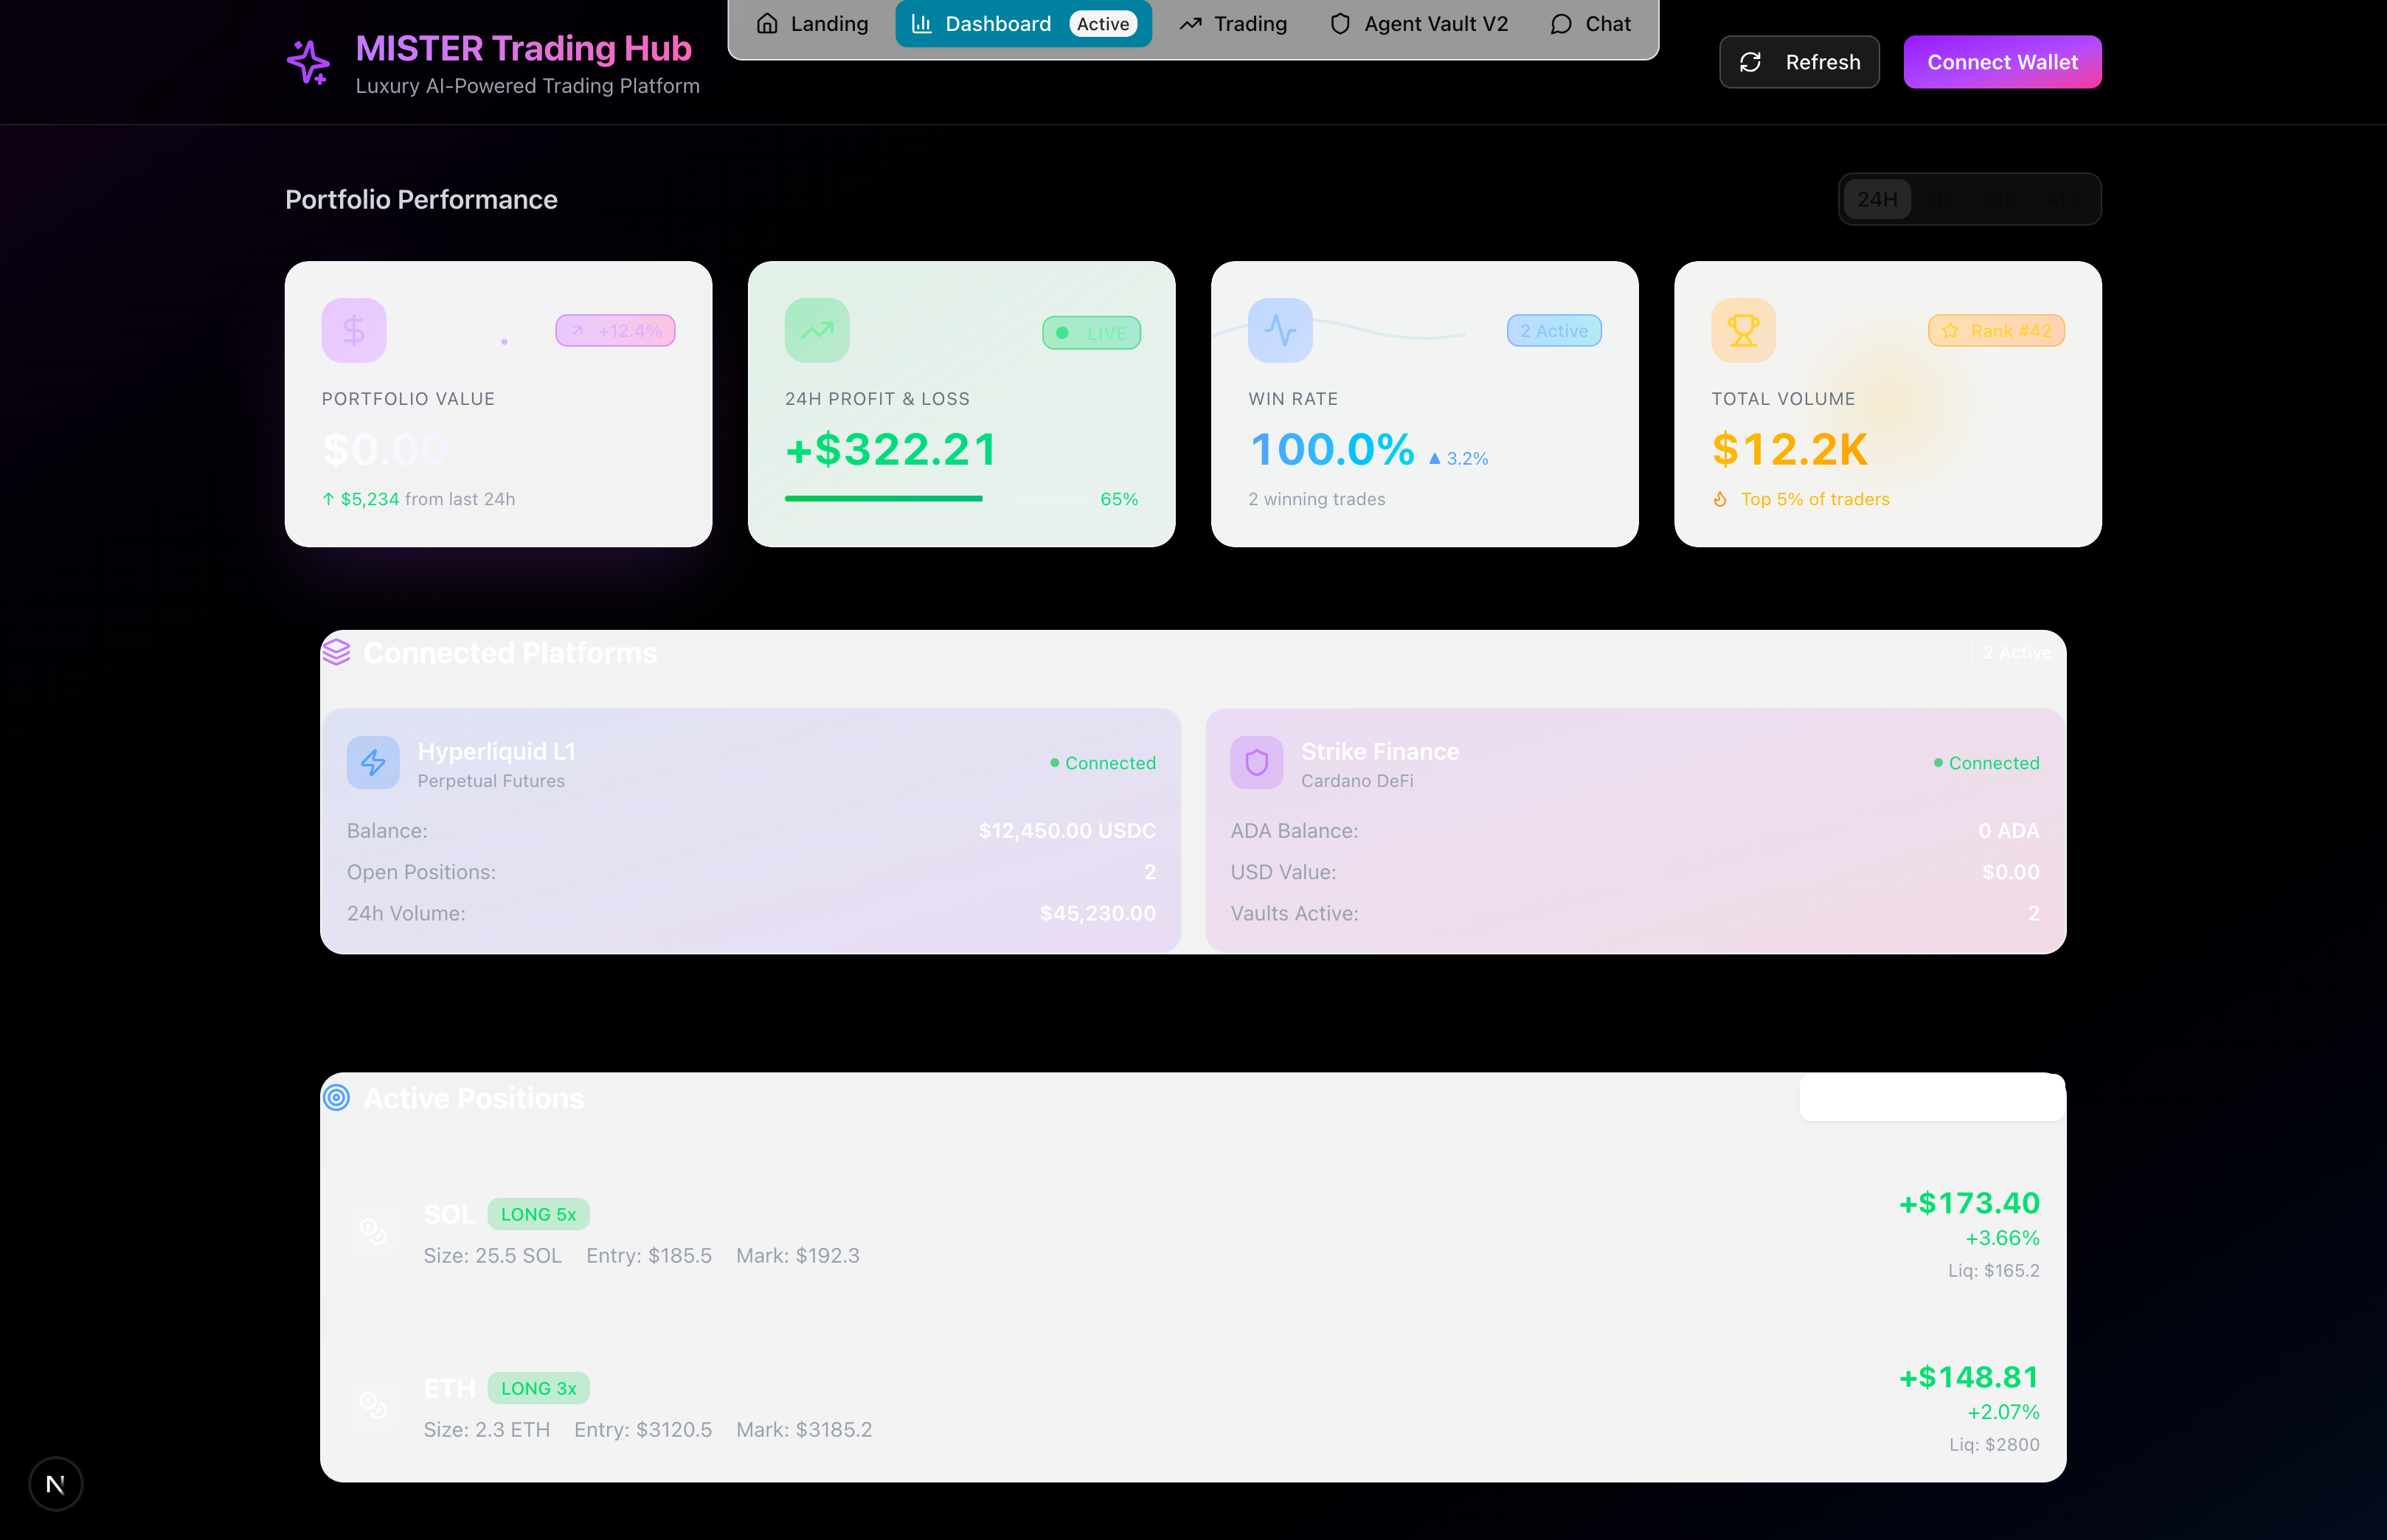 Landing
Dashboard Active
Trading
Agent Vault V2
Chat
MISTER Trading Hub
Luxury AI-Powered Trading Platform
Refresh
Connect Wallet
Portfolio Performance
24H 7D 30D ALL
+12.4%
PORTFOLIO VALUE
$0.00
↑ $5,234 from last 24h
LIVE
24H PROFIT & LOSS
+$322.21
65%
2 Active
WIN RATE
100.0% ▲ 3.2%
2 winning trades
Rank #42
TOTAL VOLUME
$12.2K
Top 5% of traders
Connected Platforms
2 Active
Hyperliquid L1
Perpetual Futures
Connected
Balance: $12,450.00 USDC
Open Positions: 2
24h Volume: $45,230.00
Strike Finance
Cardano DeFi
Connected
ADA Balance: 0 ADA
USD Value: $0.00
Vaults Active: 2
Active Positions
SOL LONG 5x
Size: 25.5 SOL Entry: $185.5 Mark: $192.3
+$173.40
+3.66%
Liq: $165.2
ETH LONG 3x
Size: 2.3 ETH Entry: $3120.5 Mark: $3185.2
+$148.81
+2.07%
Liq: $2800
N